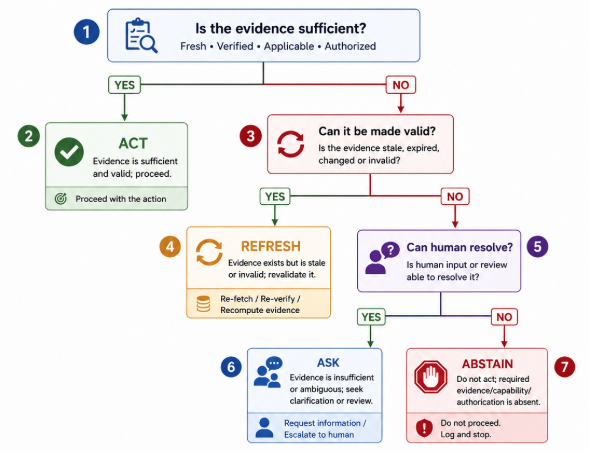 1
Is the evidence sufficient?
Fresh • Verified • Applicable • Authorized
YES
NO
2
ACT
Evidence is sufficient
and valid; proceed.
Proceed with the action
3
Can it be made valid?
Is the evidence stale, expired,
changed or invalid?
YES
NO
4
REFRESH
Evidence exists but is stale
or invalid; revalidate it.
Re-fetch / Re-verify /
Recompute evidence
Can human resolve?
Is human input or review
able to resolve it?
5
YES
NO
6
ASK
Evidence is insufficient
or ambiguous; seek
clarification or review.
Request information /
Escalate to human
ABSTAIN
Do not act; required
evidence/capability/
authorication is absent.
Do not proceed.
Log and stop.
7